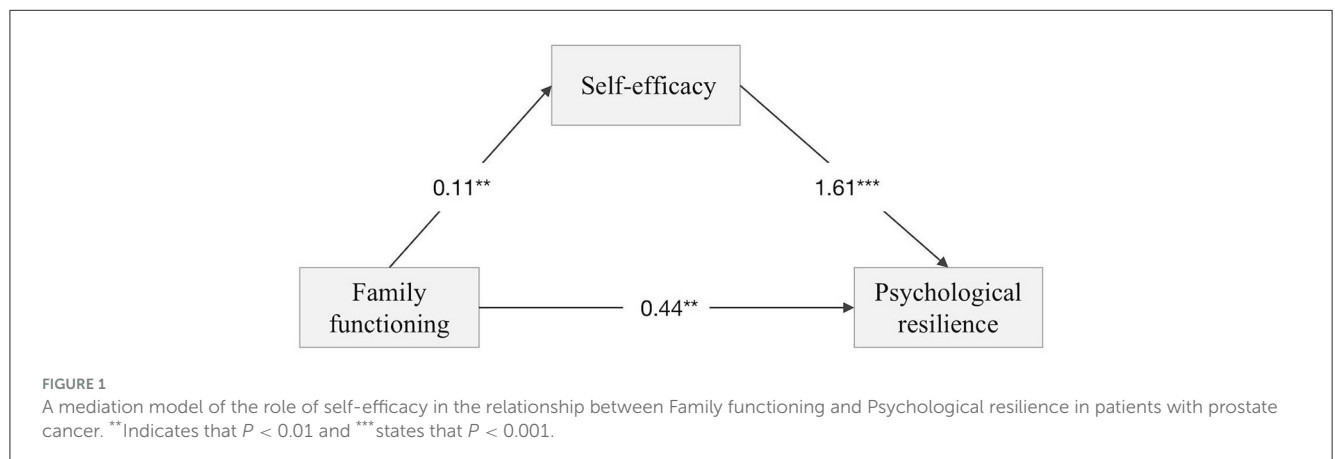 Self-efficacy
0.11**
1.61***
Family
functioning
0.44**
Psychological
resilience
FIGURE 1
A mediation model of the role of self-efficacy in the relationship between Family functioning and Psychological resilience in patients with prostate
cancer. **Indicates that P < 0.01 and ***states that P < 0.001.